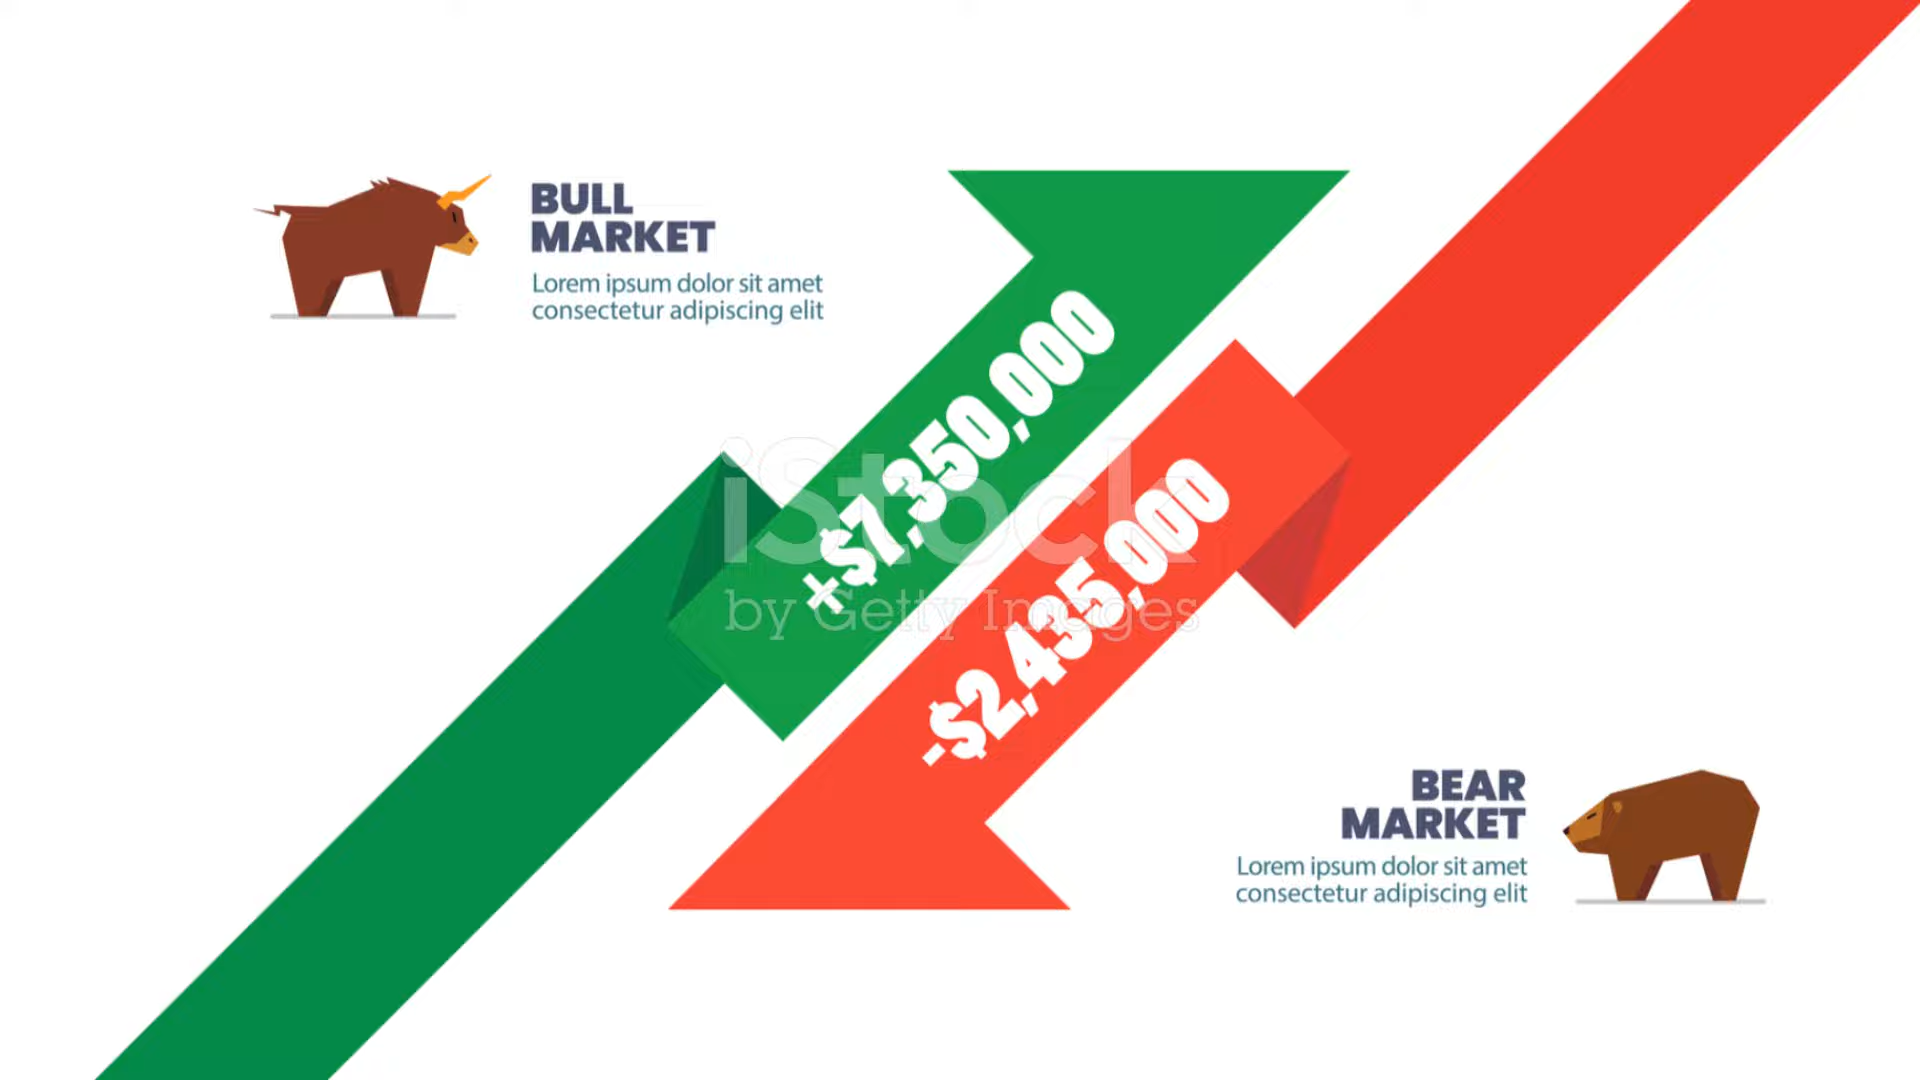 BULL
MARKET
Lorem ipsum dolor sit amet
consectetur adipiscing elit
+$7,350,000
iStock
by Getty Images
-$2,435,000
BEAR
MARKET
Lorem ipsum dolor sit amet
consectetur adipiscing elit